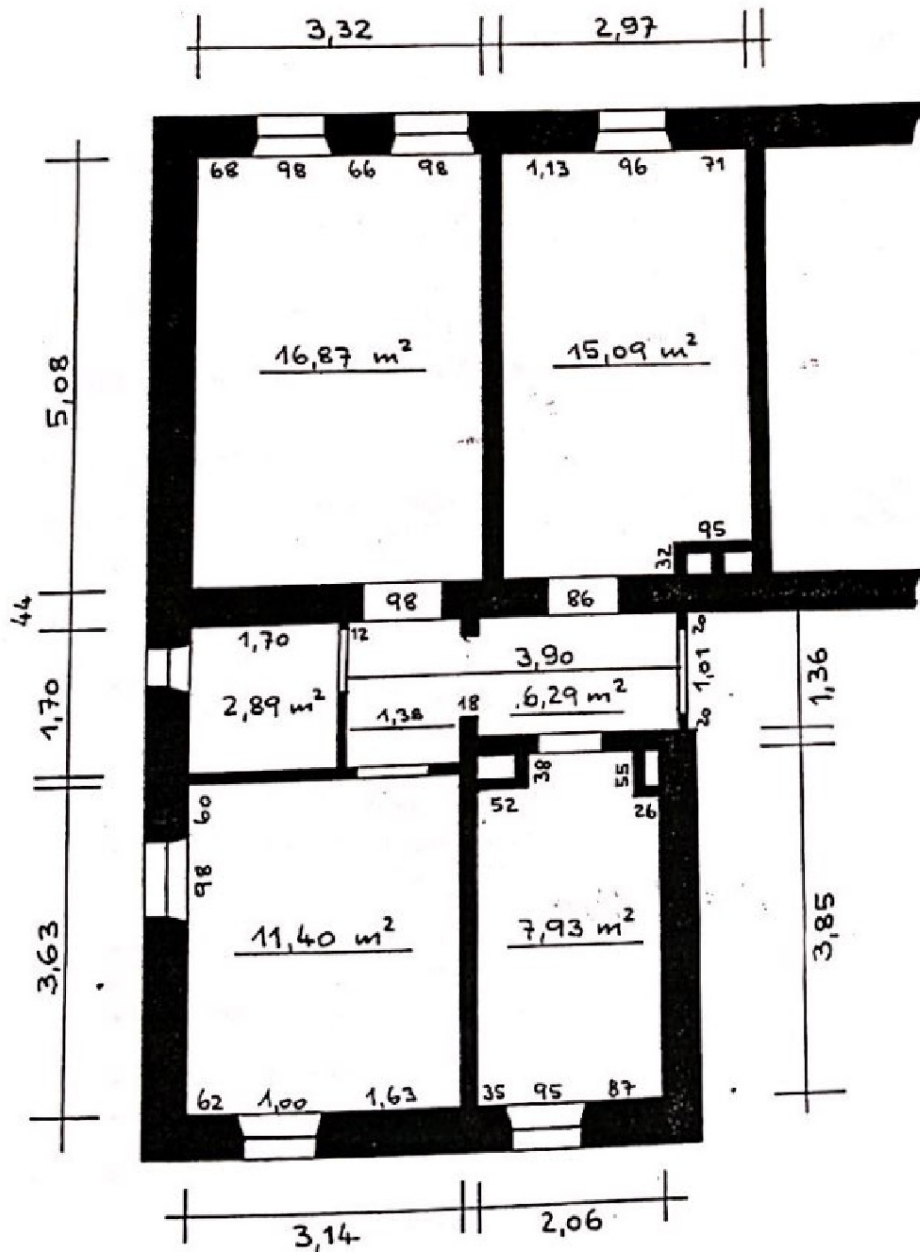 3,32
2,97
68 98 66 98
1,13 96 71
5,08
16,87 m²
15,09 m²
95
32
44
98
86
1,70
12
20
3,90
1,01
1,36
1,70
2,89 m²
1,38
18
6,29 m²
20
60
52
38
55
26
98
11,40 m²
7,93 m²
3,63
3,85
62 1,00 1,63
35 95 87
3,14
2,06